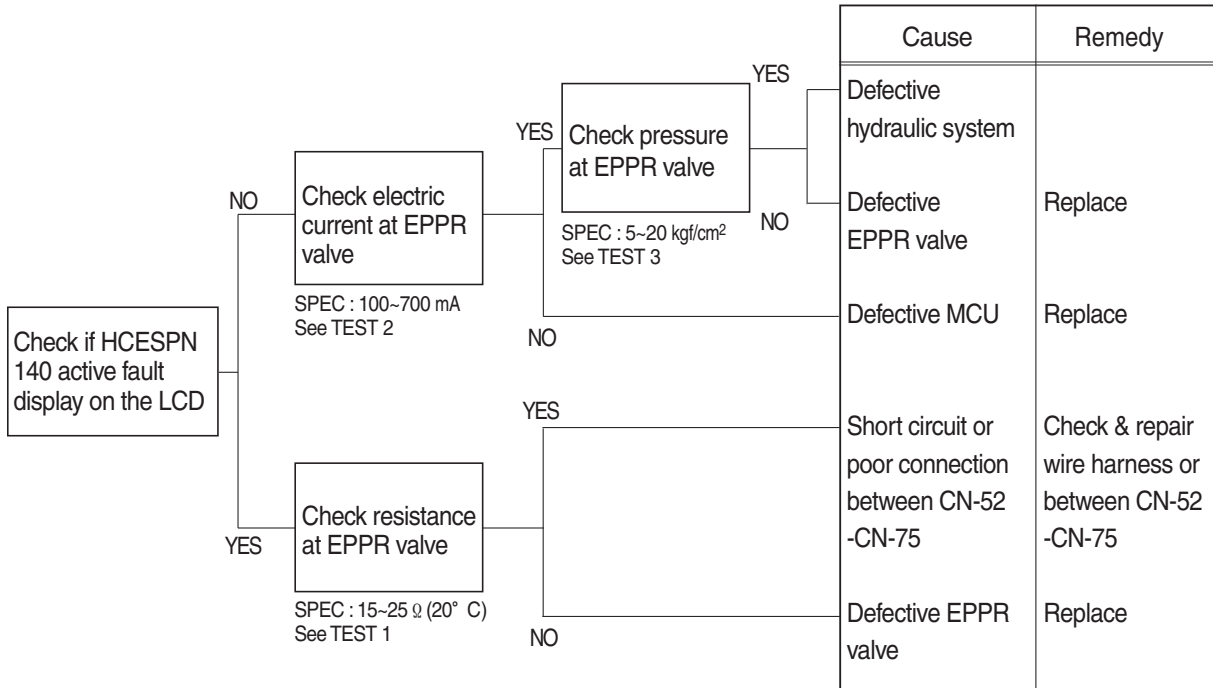 Cause
Remedy
YES
Defective
hydraulic system
YES
Check pressure
at EPPR valve
NO
Check electric
current at EPPR
valve
Defective
EPPR valve
Replace
NO
SPEC : 5~20 kgf/cm²
See TEST 3
SPEC : 100~700 mA
See TEST 2
Defective MCU
Replace
NO
Check if HCESPN
140 active fault
display on the LCD
YES
Short circuit or
poor connection
between CN-52
-CN-75
Check & repair
wire harness or
between CN-52
-CN-75
Check resistance
at EPPR valve
YES
SPEC : 15~25 Ω (20° C)
See TEST 1
NO
Defective EPPR
valve
Replace